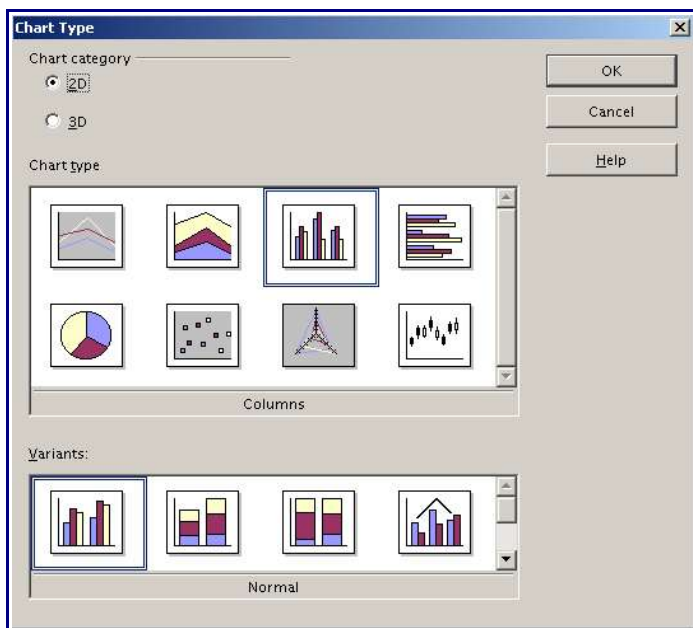 Chart Type
Chart category
2D
3D
OK
Cancel
Help
Chart type
Columns
Variants:
Normal